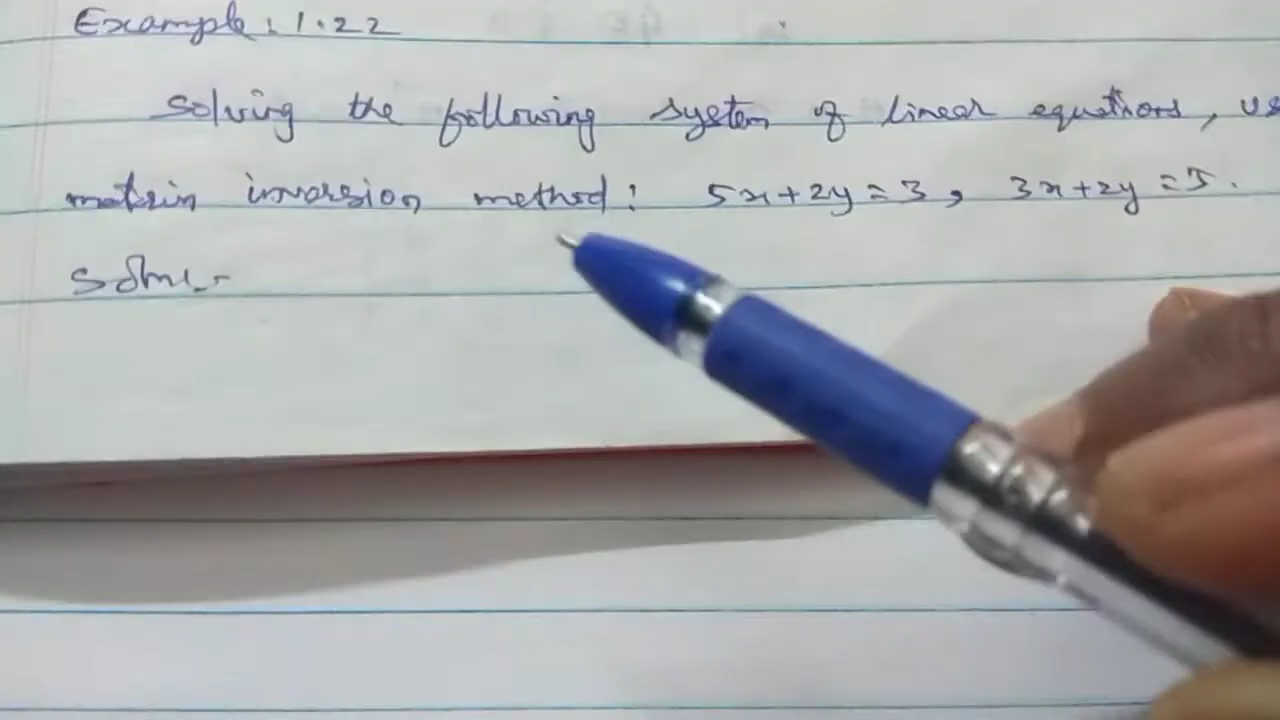 Example: 1.22
Solving the following system of linear equations, us
matrix inversion method: 5x+2y=3, 3x+2y=5.
Soln:-